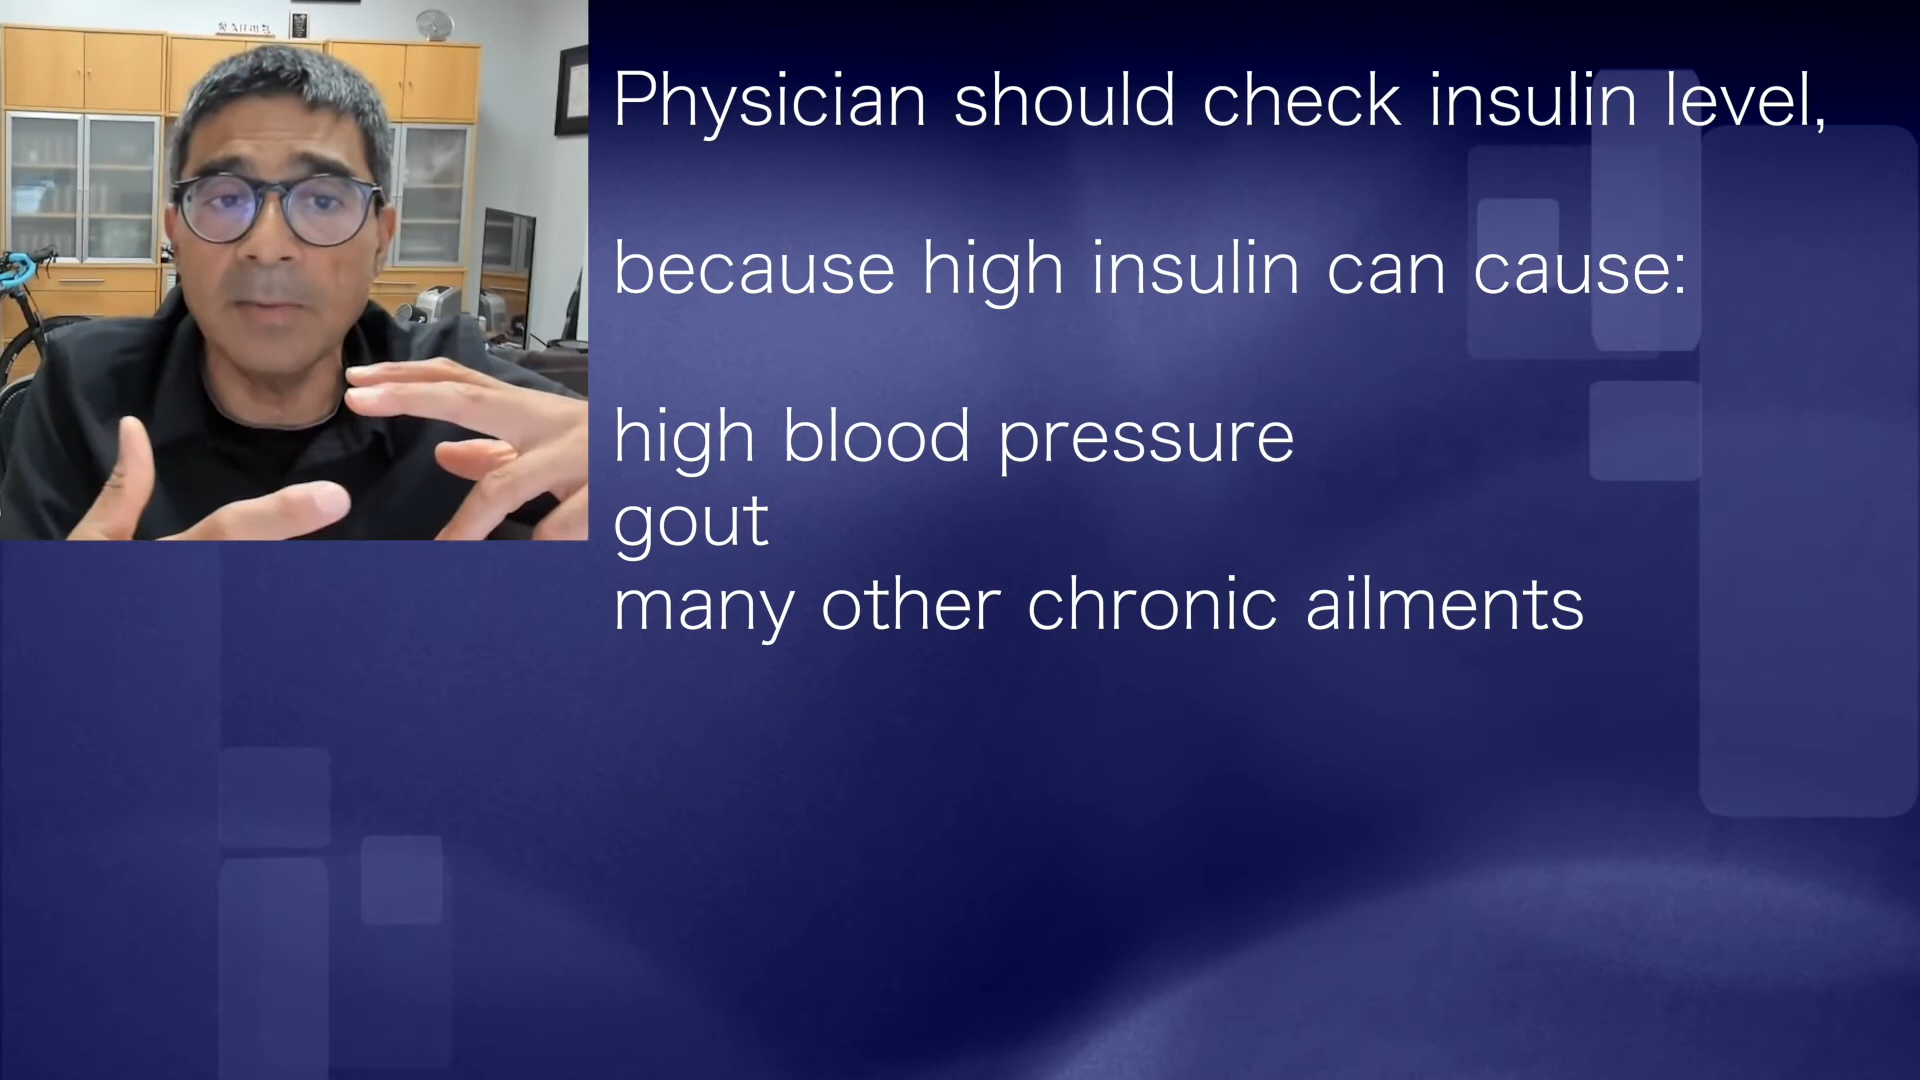 Physician should check insulin level,
because high insulin can cause:
high blood pressure
gout
many other chronic ailments